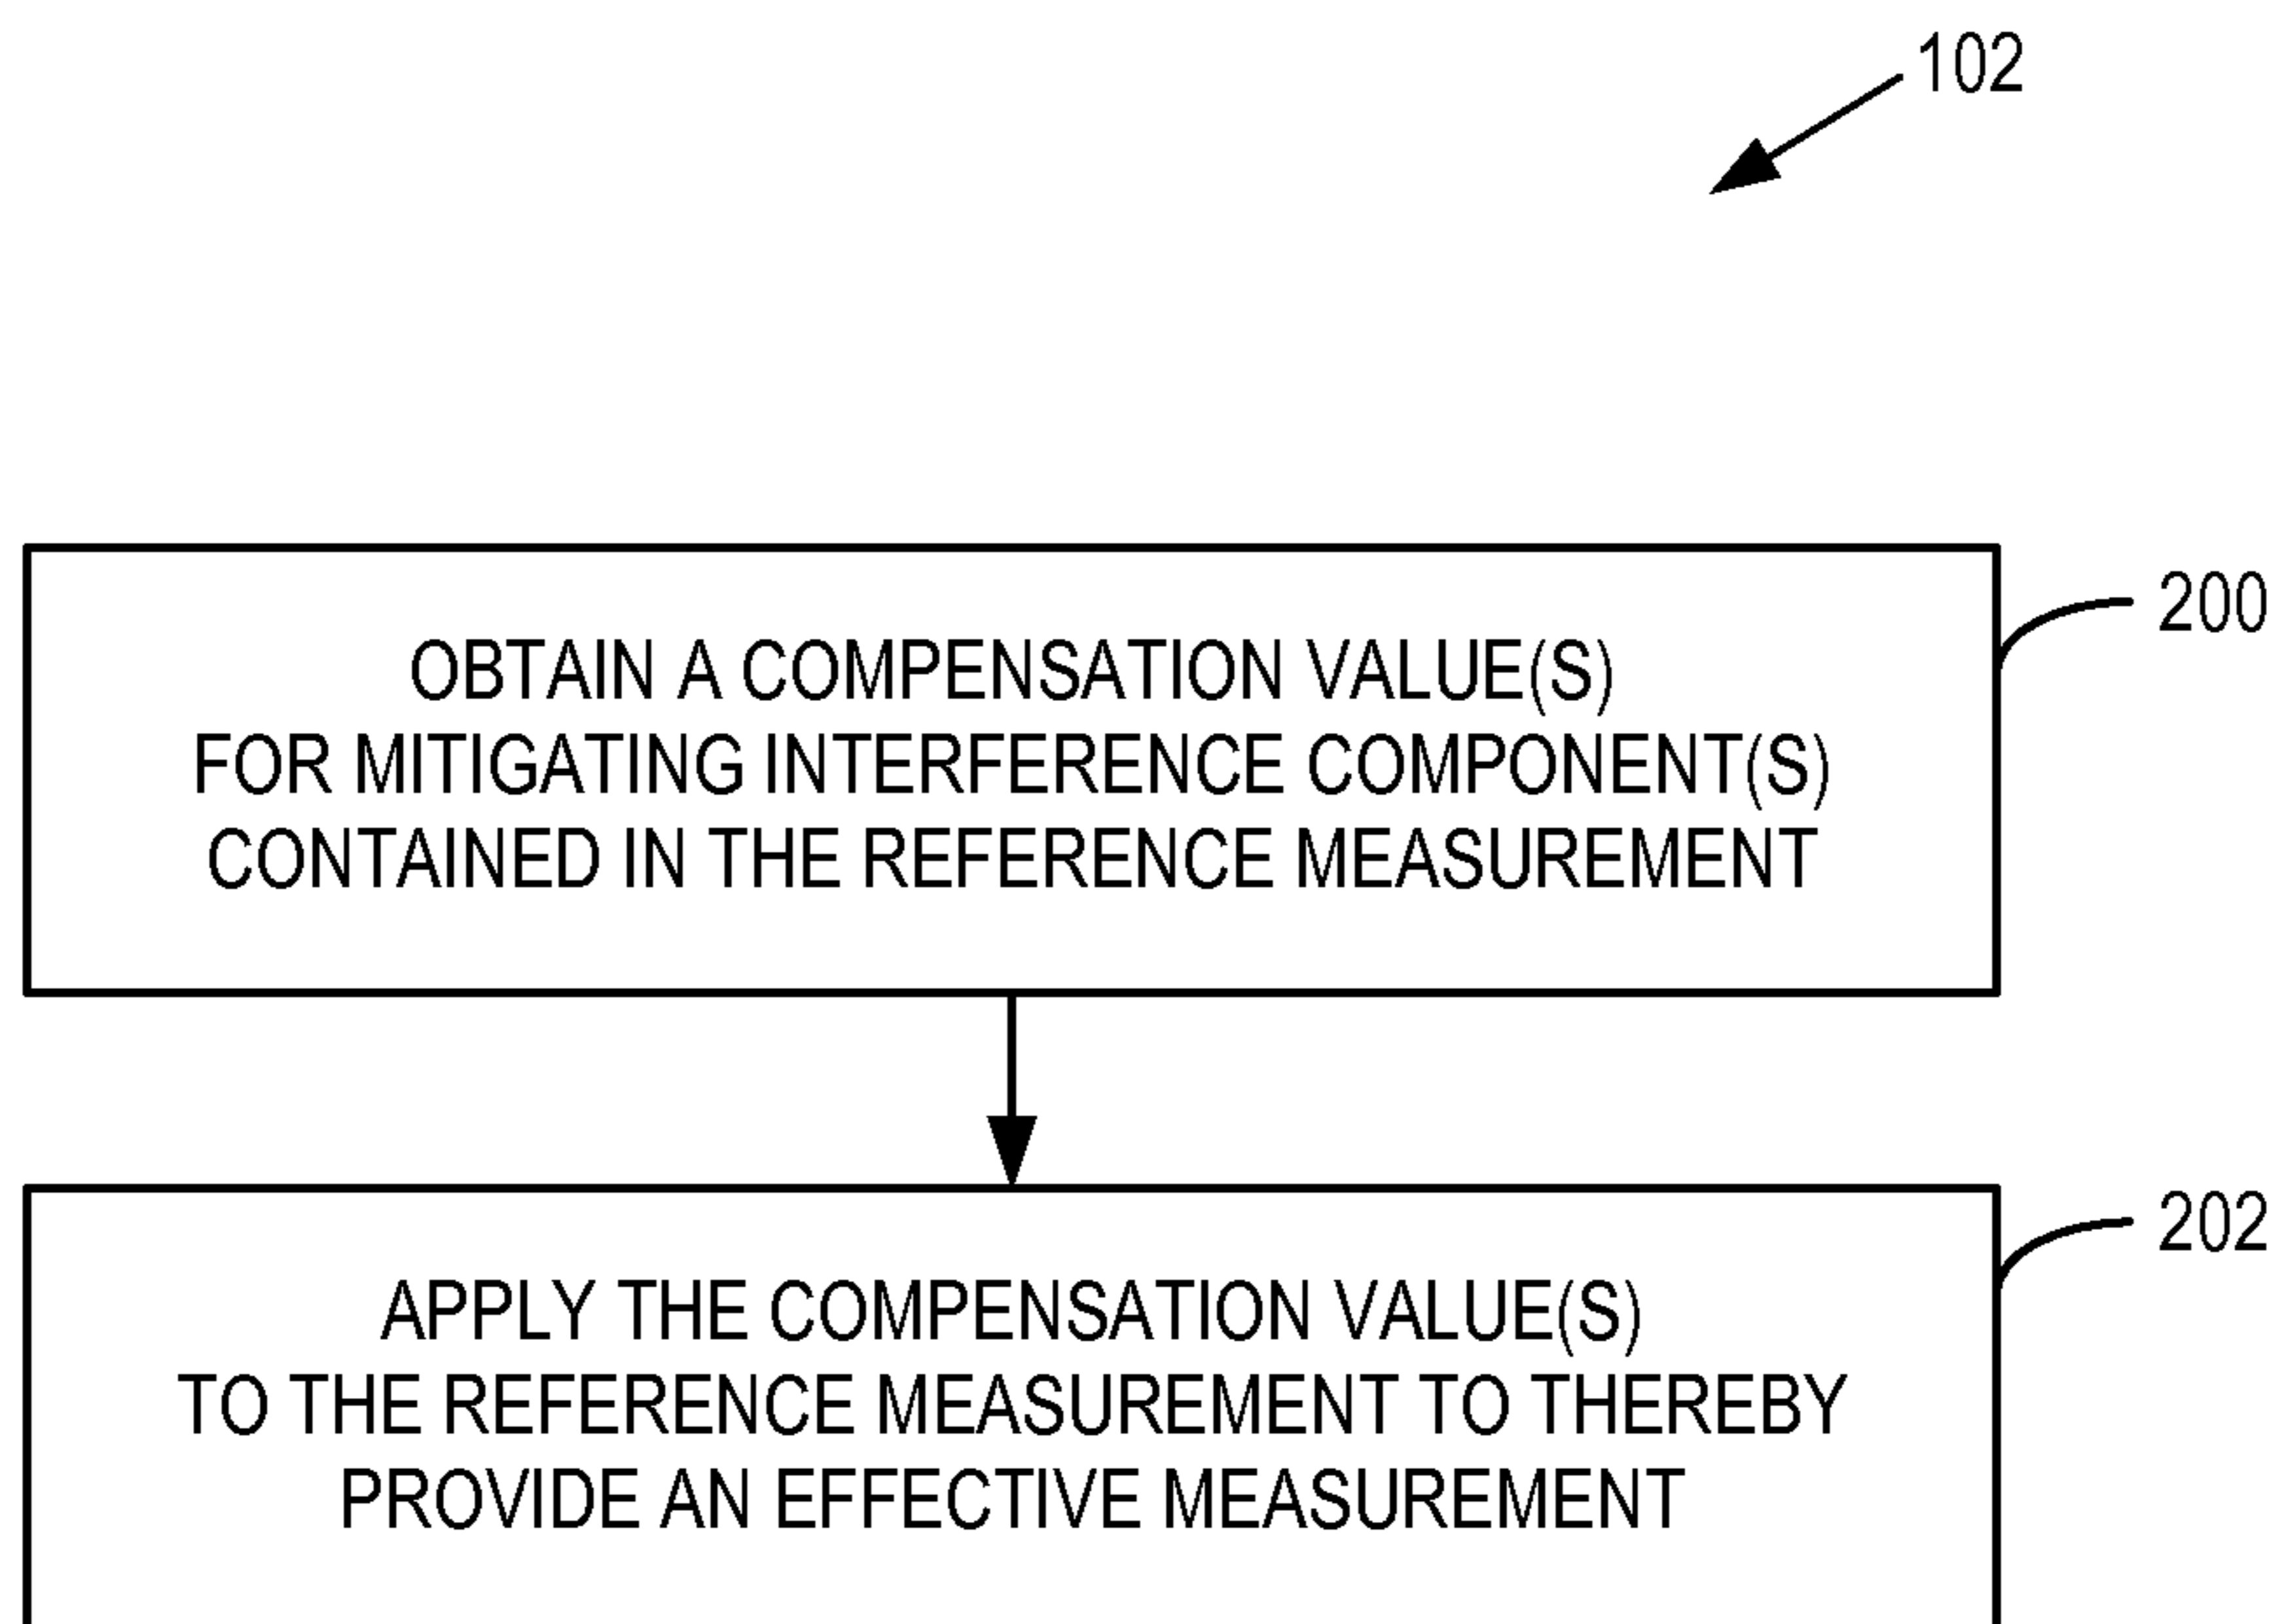 102
200
OBTAIN A COMPENSATION VALUE(S)
FOR MITIGATING INTERFERENCE COMPONENT(S)
CONTAINED IN THE REFERENCE MEASUREMENT
202
APPLY THE COMPENSATION VALUE(S)
TO THE REFERENCE MEASUREMENT TO THEREBY
PROVIDE AN EFFECTIVE MEASUREMENT